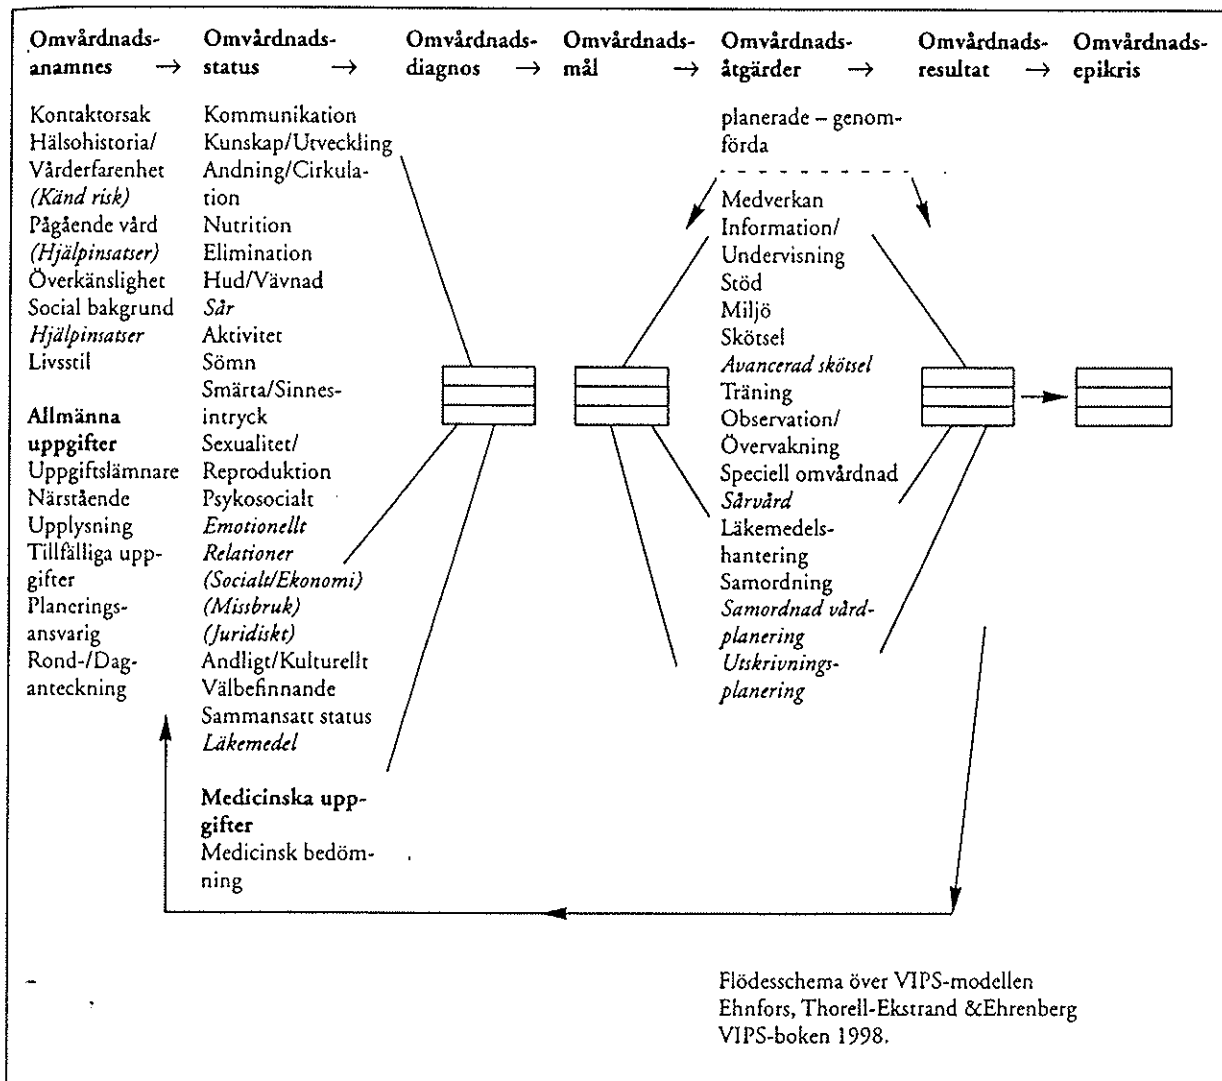 Omvårdnads-
anamnes →
Kontaktorsak
Hälsohistoria/
Vårderfarenhet
(Känd risk)
Pågående vård
(Hjälpinsatser)
Överkänslighet
Social bakgrund
Hjälpinsatser
Livsstil
Allmänna
uppgifter
Uppgiftslämnare
Närstående
Upplysning
Tillfälliga upp-
gifter
Planerings-
ansvarig
Rond-/Dag-
anteckning
Omvårdnads-
status →
Kommunikation
Kunskap/Utveckling
Andning/Cirkula-
tion
Nutrition
Elimination
Hud/Vävnad
Sår
Aktivitet
Sömn
Smärta/Sinnes-
intryck
Sexualitet/
Reproduktion
Psykosocialt
Emotionellt
Relationer
(Socialt/Ekonomi)
(Missbruk)
(Juridiskt)
Andligt/Kulturellt
Välbefinnande
Sammansatt status
Läkemedel
Medicinska upp-
gifter
Medicinsk bedöm-
ning
Omvårdnads-
diagnos →
Omvårdnads-
mål →
Omvårdnads-
åtgärder →
planerade – genom-
förda
Medverkan
Information/
Undervisning
Stöd
Miljö
Skötsel
Avancerad skötsel
Träning
Observation/
Övervakning
Speciell omvårdnad
Sårvård
Läkemedels-
hantering
Samordning
Samordnad vård-
planering
Utskrivnings-
planering
Omvårdnads-
resultat →
Omvårdnads-
epikris
Flödesschema över VIPS-modellen
Ehnfors, Thorell-Ekstrand &Ehrenberg
VIPS-boken 1998.